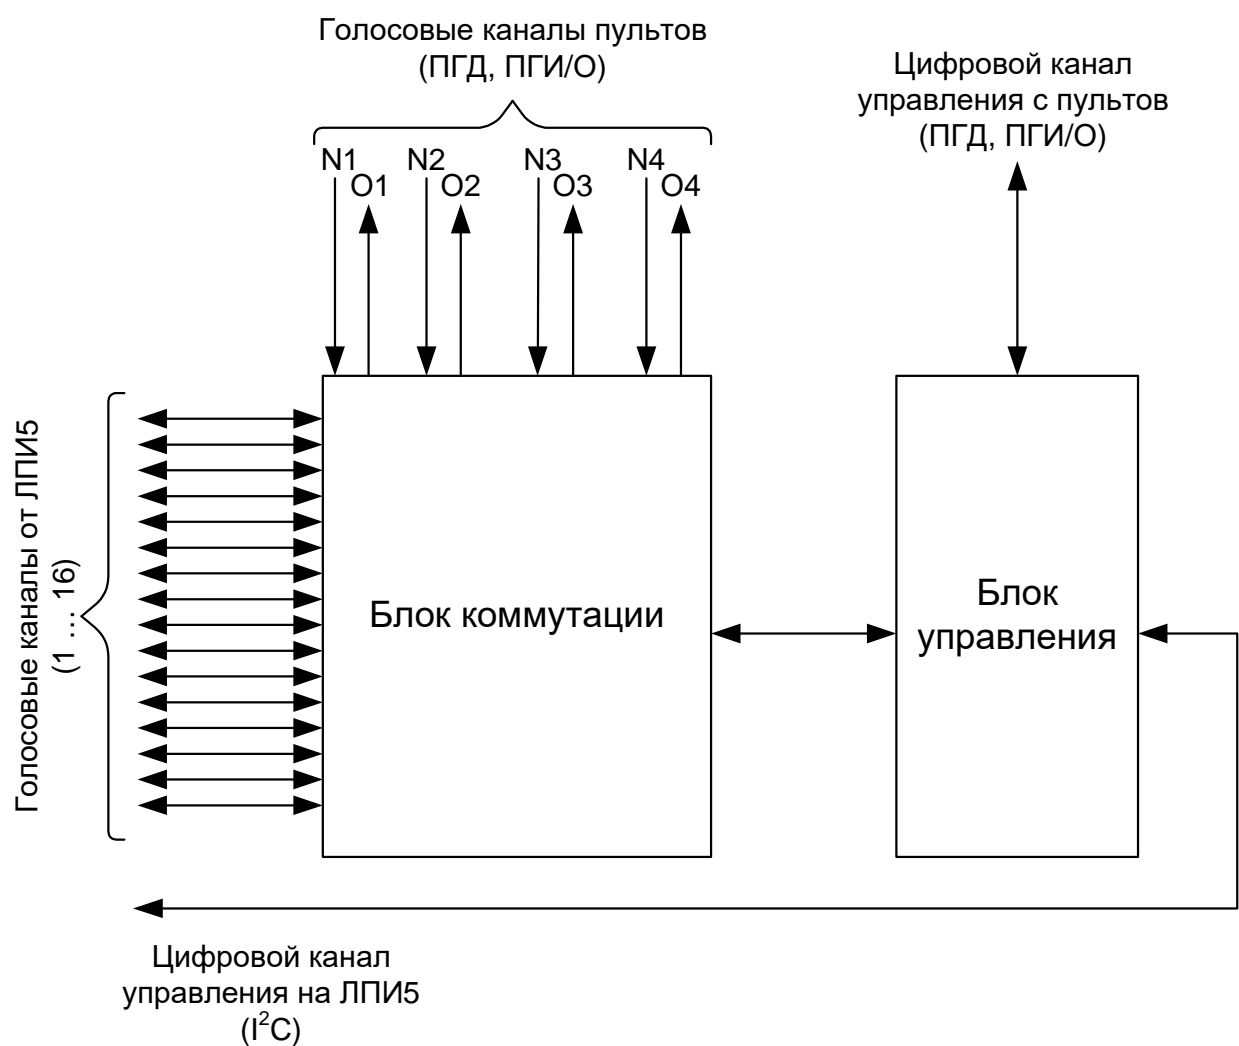 Голосовые каналы пультов
(ПГД, ПГИ/О)
Цифровой канал
управления с пультов
(ПГД, ПГИ/О)
N1 N2 N3 N4
O1 O2 O3 O4
Голосовые каналы от ЛПИ5
(1 … 16)
Блок коммутации
Блок
управления
Цифровой канал
управления на ЛПИ5
(I²C)